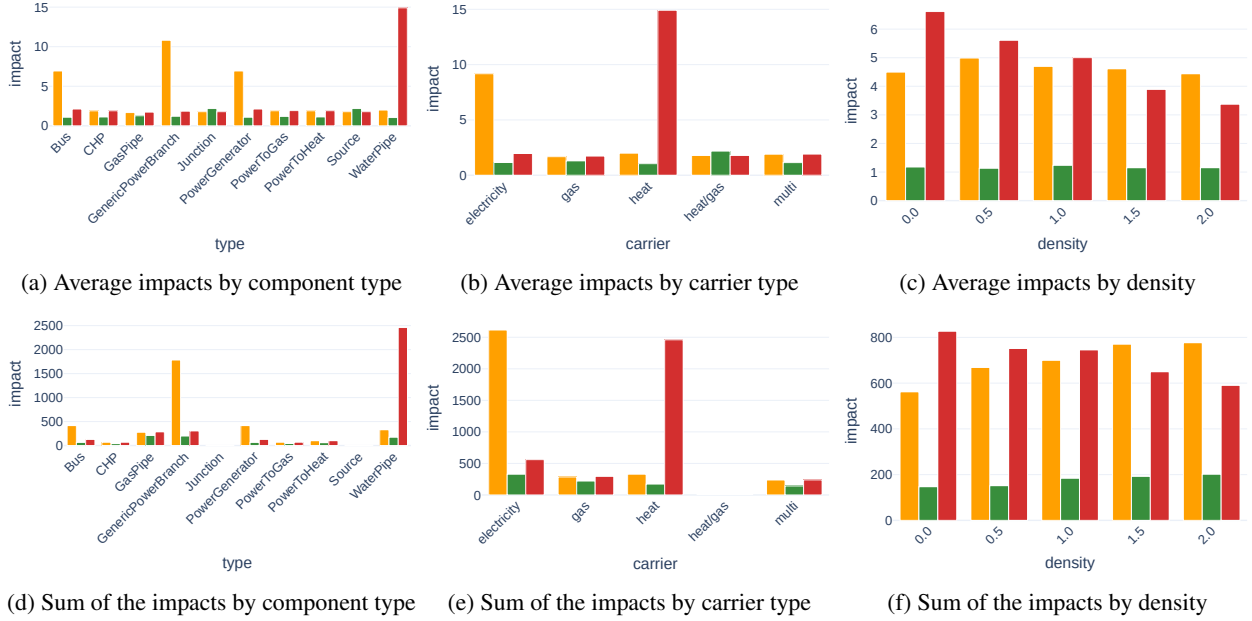 15
10
5
0
impact
Bus
CHP
GasPipe
GenericPowerBranch
Junction
PowerGenerator
PowerToGas
PowerToHeat
Source
WaterPipe
type
(a) Average impacts by component type
15
10
5
0
impact
electricity
gas
heat
heat/gas
multi
carrier
(b) Average impacts by carrier type
6
5
4
3
2
1
0
impact
0.0
0.5
1.0
1.5
2.0
density
(c) Average impacts by density
2500
2000
1500
1000
500
0
impact
Bus
CHP
GasPipe
GenericPowerBranch
Junction
PowerGenerator
PowerToGas
PowerToHeat
Source
WaterPipe
type
(d) Sum of the impacts by component type
2500
2000
1500
1000
500
0
impact
electricity
gas
heat
heat/gas
multi
carrier
(e) Sum of the impacts by carrier type
800
600
400
200
0
impact
0.0
0.5
1.0
1.5
2.0
density
(f) Sum of the impacts by density